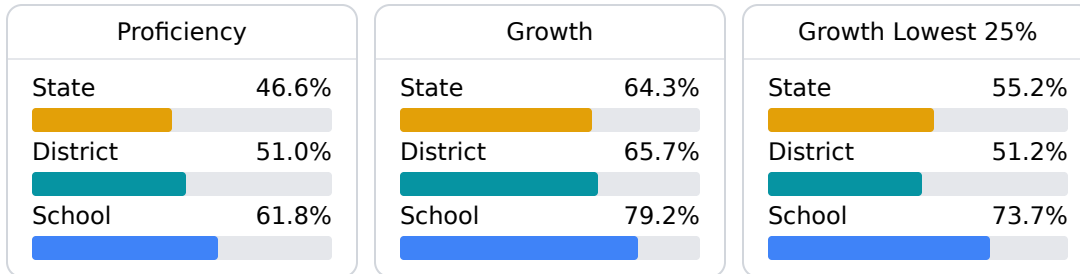 Proficiency
State 46.6%
District 51.0%
School 61.8%
Growth
State 64.3%
District 65.7%
School 79.2%
Growth Lowest 25%
State 55.2%
District 51.2%
School 73.7%